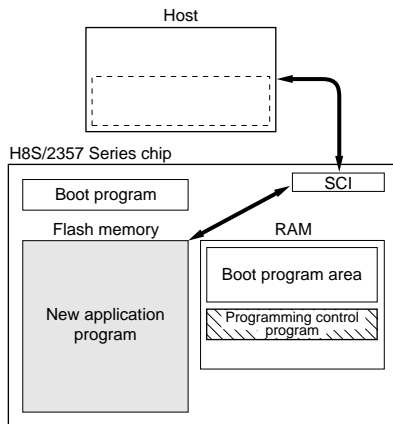 Host
H8S/2357 Series chip
SCI
Boot program
Flash memory
RAM
Boot program area
New application
program
Programming control
program